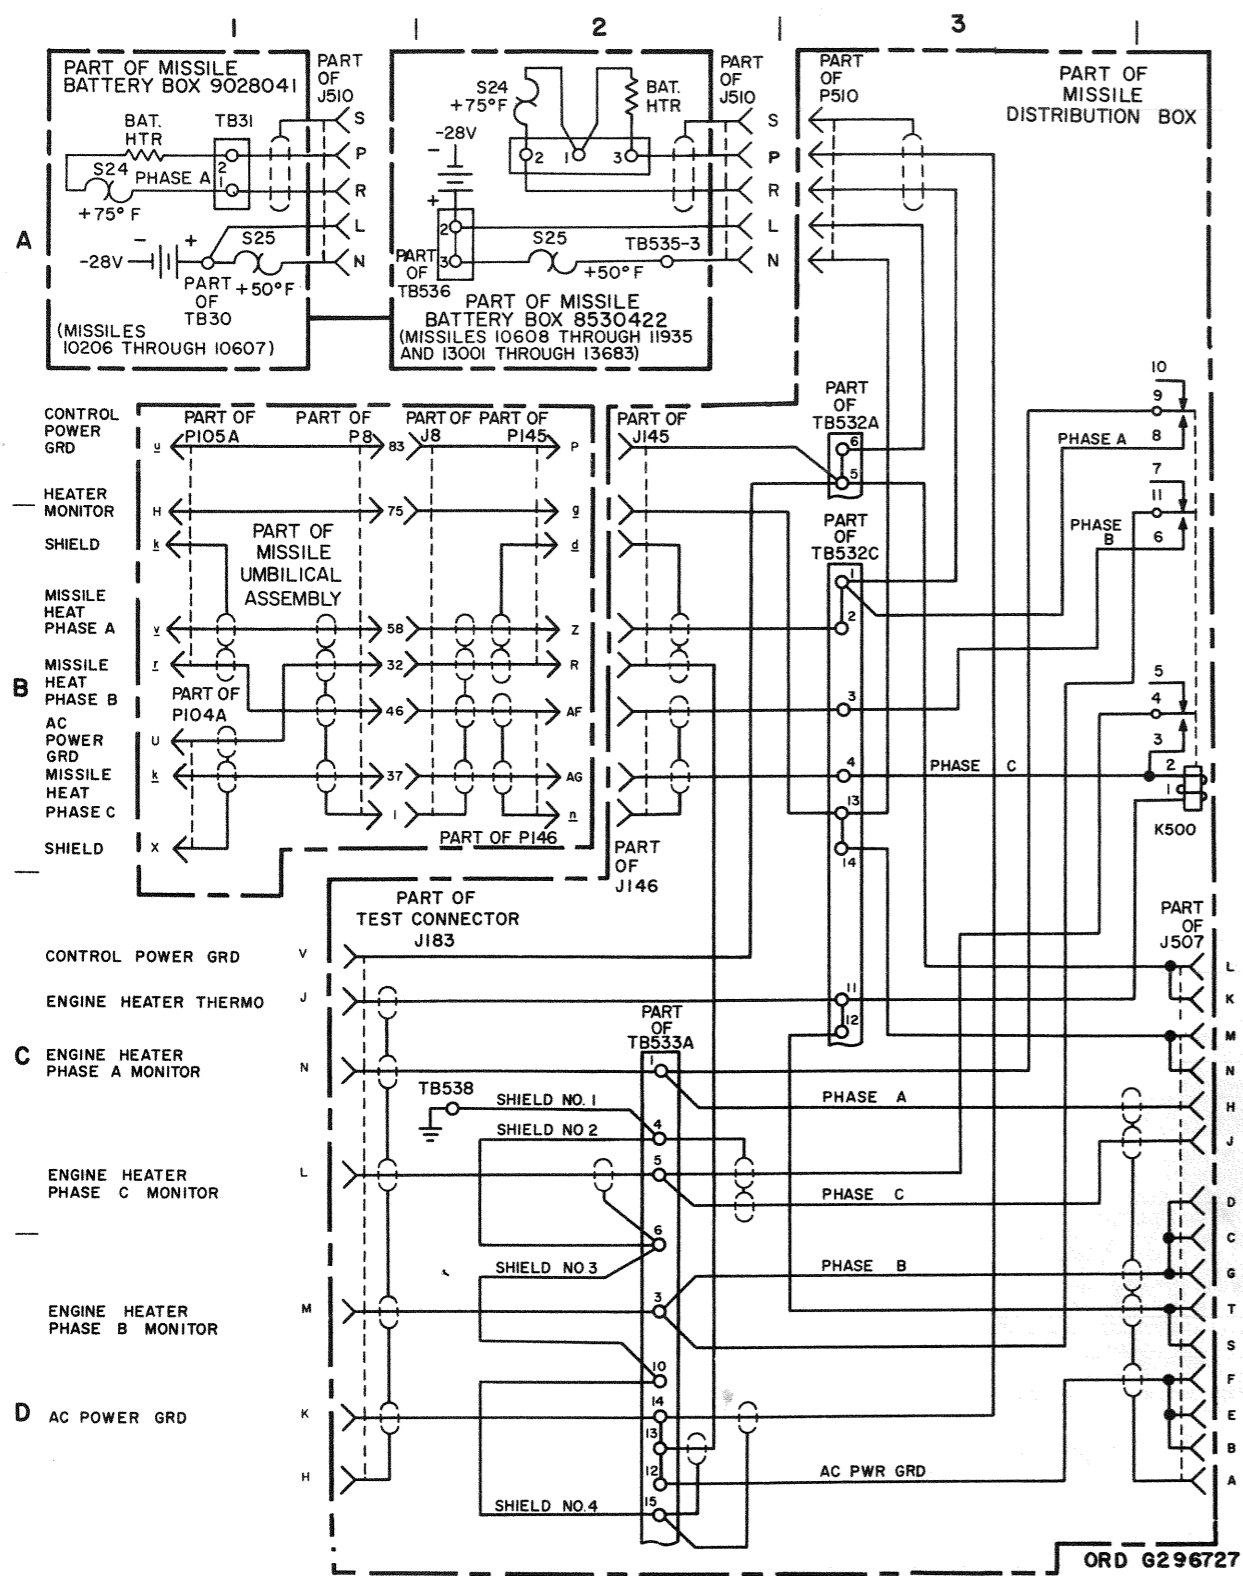 2
3
PART OF MISSILE
BATTERY BOX 9028041
PART
OF
J510
BAT.
HTR
TB31
S
P
R
L
N
2
1
S24
PHASE A
+75° F
-28V
-
+
S25
+50°F
PART
OF
TB30
(MISSILES
10206 THROUGH 10607)
A
S24
+75°F
BAT.
HTR
-28V
-
+
2
1
3
2
3
PART
OF
TB536
S25
+50°F
TB535-3
PART OF MISSILE
BATTERY BOX 8530422
(MISSILES 10608 THROUGH 11935
AND 13001 THROUGH 13683)
PART
OF
J510
S
P
R
L
N
PART
OF
P510
PART OF
MISSILE
DISTRIBUTION BOX
CONTROL
POWER
GRD
u
PART OF
P105A
PART OF
P8
83
PART OF
J8
PART OF
P145
P
PART OF
J145
PART
OF
TB532A
6
5
10
9
8
PHASE A
HEATER
MONITOR
H
75
g
7
11
6
PHASE
B
SHIELD
k
d
PART OF
MISSILE
UMBILICAL
ASSEMBLY
PART
OF
TB532C
1
2
MISSILE
HEAT
PHASE A
v
58
Z
B
MISSILE
HEAT
PHASE B
r
32
R
PART OF
P104A
46
AF
3
5
4
3
AC
POWER
GRD
U
MISSILE
HEAT
PHASE C
k
37
AG
4
PHASE C
2
1
K500
1
n
13
14
SHIELD
X
PART OF P146
PART
OF
J146
PART OF
TEST CONNECTOR
J183
PART
OF
J507
CONTROL POWER GRD
V
L
ENGINE HEATER THERMO
J
11
K
12
M
C
ENGINE HEATER
PHASE A MONITOR
N
PART
OF
TB533A
1
N
TB538
SHIELD NO. 1
PHASE A
H
SHIELD NO 2
4
J
ENGINE HEATER
PHASE C MONITOR
L
5
PHASE C
D
6
C
SHIELD NO 3
PHASE B
G
ENGINE HEATER
PHASE B MONITOR
M
3
T
S
10
F
D
AC POWER GRD
K
14
E
13
B
H
12
AC PWR GRD
A
SHIELD NO. 4
15
ORD G296727